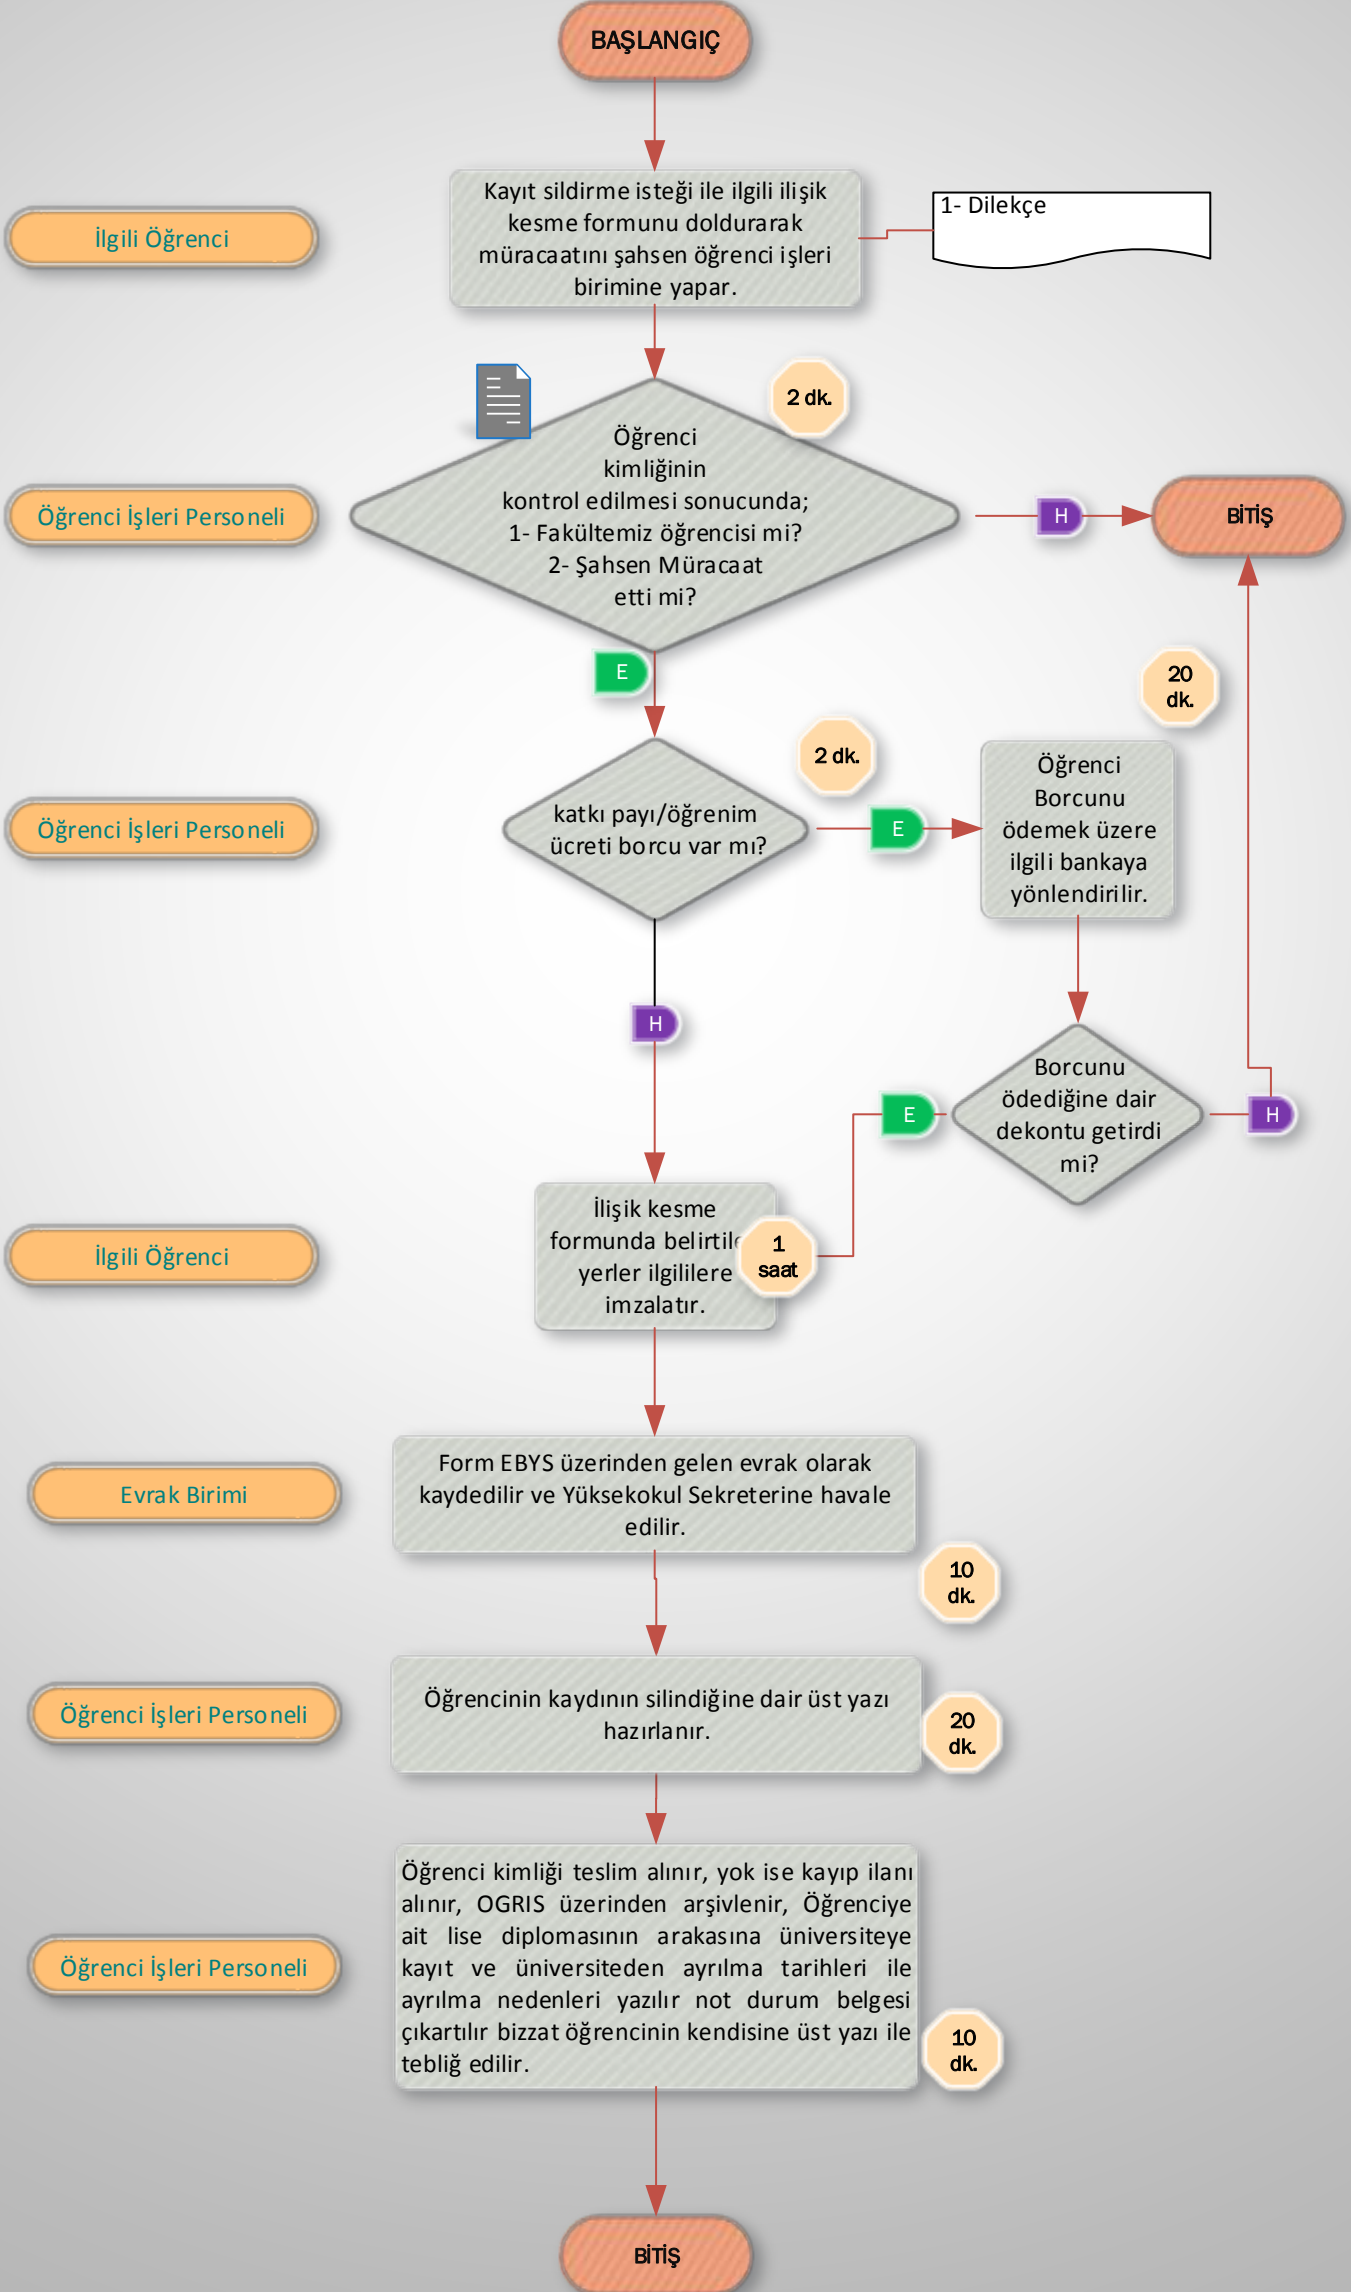 BAŞLANGIÇ
İlgili Öğrenci
Kayıt sildirme isteği ile ilgili ilişik
kesme formunu doldurarak
müracaatını şahsen öğrenci işleri
birimine yapar.
1- Dilekçe
2 dk.
Öğrenci İşleri Personeli
Öğrenci
kimliğinin
kontrol edilmesi sonucunda;
1- Fakültemiz öğrencisi mi?
2- Şahsen Müracaat
etti mi?
H
BİTİŞ
E
20
dk.
2 dk.
Öğrenci İşleri Personeli
katkı payı/öğrenim
ücreti borcu var mı?
E
Öğrenci
Borcunu
ödemek üzere
ilgili bankaya
yönlendirilir.
H
E
Borcunu
ödediğine dair
dekontu getirdi
mi?
H
İlgili Öğrenci
İlişik kesme
formunda belirtile
yerler ilgililere
imzalatır.
1
saat
Evrak Birimi
Form EBYS üzerinden gelen evrak olarak
kaydedilir ve Yüksekokul Sekreterine havale
edilir.
10
dk.
Öğrenci İşleri Personeli
Öğrencinin kaydının silindiğine dair üst yazı
hazırlanır.
20
dk.
Öğrenci İşleri Personeli
Öğrenci kimliği teslim alınır, yok ise kayıp ilanı
alınır, OGRIS üzerinden arşivlenir, Öğrenciye
ait lise diplomasının arakasına üniversiteye
kayıt ve üniversiteden ayrılma tarihleri ile
ayrılma nedenleri yazılır not durum belgesi
çıkartılır bizzat öğrencinin kendisine üst yazı ile
tebliğ edilir.
10
dk.
BİTİŞ